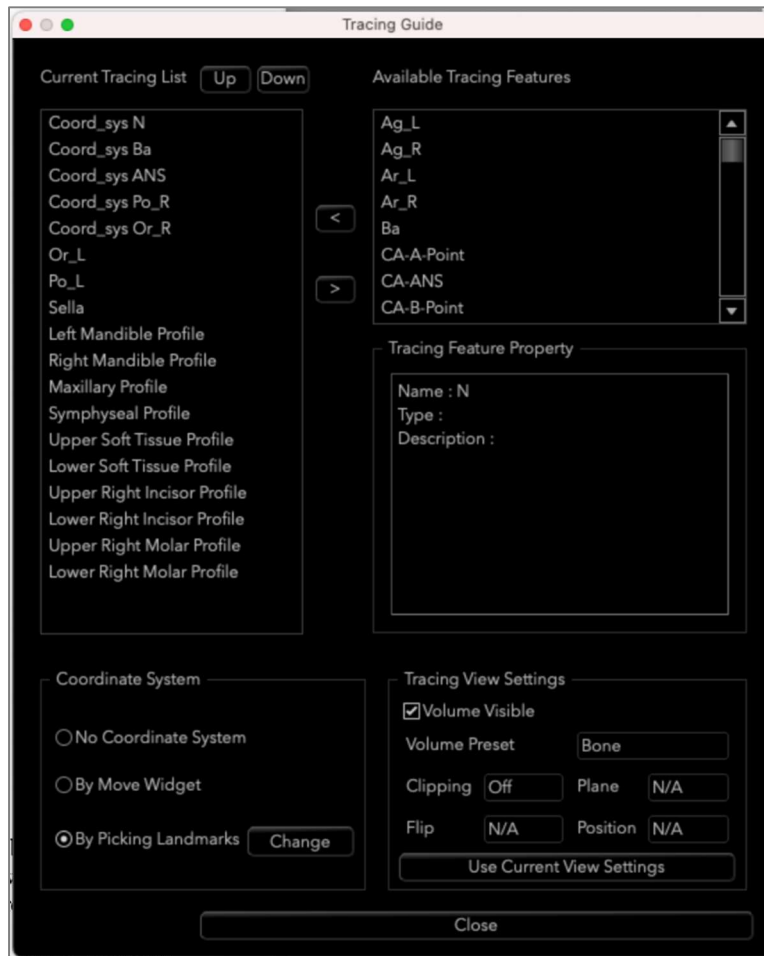 Tracing Guide
Current Tracing List
Up
Down
Available Tracing Features
Coord_sys N
Coord_sys Ba
Coord_sys ANS
Coord_sys Po_R
Coord_sys Or_R
Or_L
Po_L
Sella
Left Mandible Profile
Right Mandible Profile
Maxillary Profile
Symphyseal Profile
Upper Soft Tissue Profile
Lower Soft Tissue Profile
Upper Right Incisor Profile
Lower Right Incisor Profile
Upper Right Molar Profile
Lower Right Molar Profile
<
>
Ag_L
Ag_R
Ar_L
Ar_R
Ba
CA-A-Point
CA-ANS
CA-B-Point
Tracing Feature Property
Name : N
Type :
Description :
Coordinate System
No Coordinate System
By Move Widget
By Picking Landmarks
Change
Tracing View Settings
Volume Visible
Volume Preset Bone
Clipping Off Plane N/A
Flip N/A Position N/A
Use Current View Settings
Close